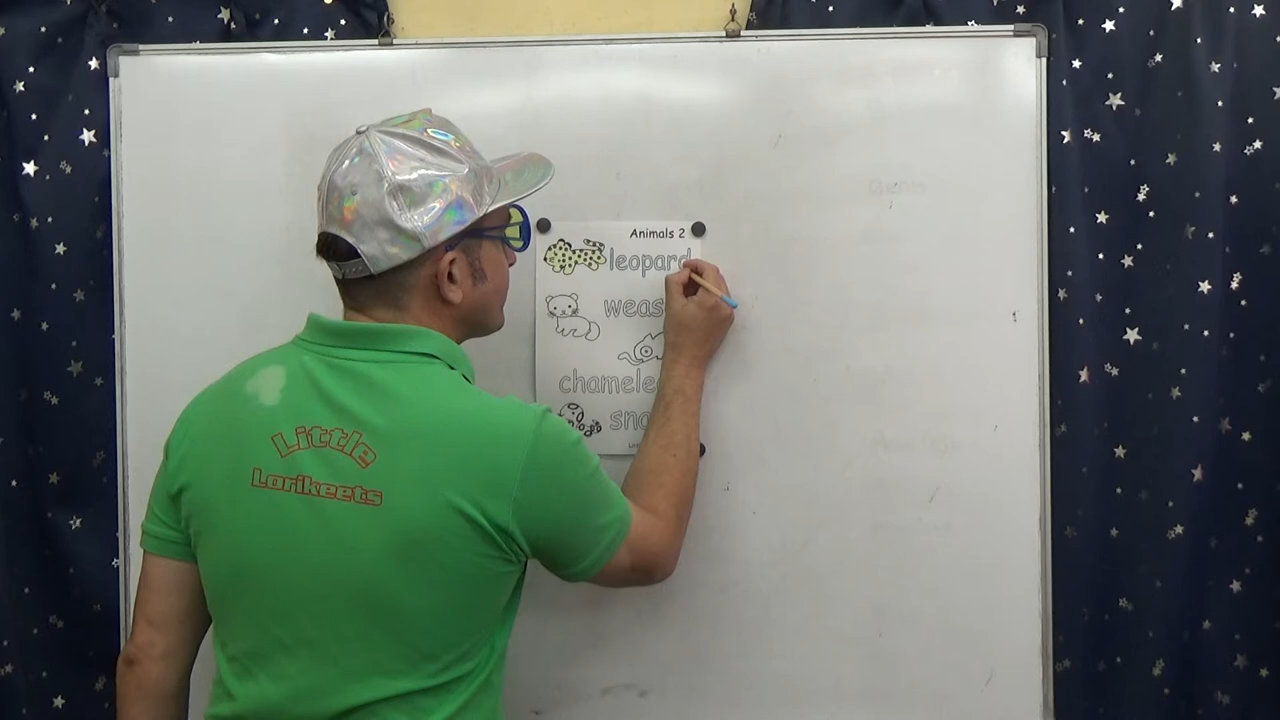 Animals 2
leopard
weas
chamele
sna
Little
Lorikeets